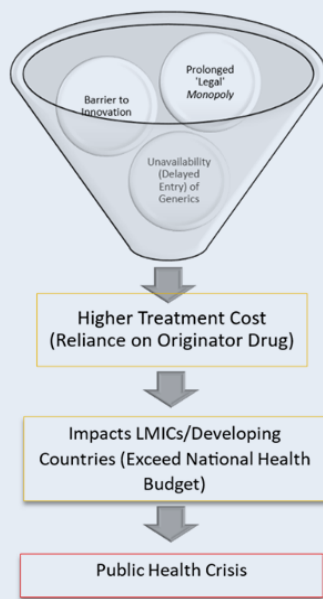 Prolonged
'Legal'
Monopoly
Barrier to
Innovation
Unavailability
(Delayed
Entry) of
Generics
Higher Treatment Cost
(Reliance on Originator Drug)
Impacts LMICs/Developing
Countries (Exceed National Health
Budget)
Public Health Crisis